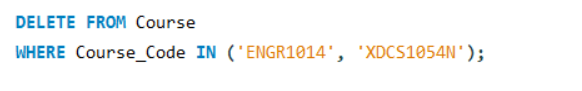 DELETE FROM Course
WHERE Course_Code IN ('ENGR1014', 'XDCS1054N');